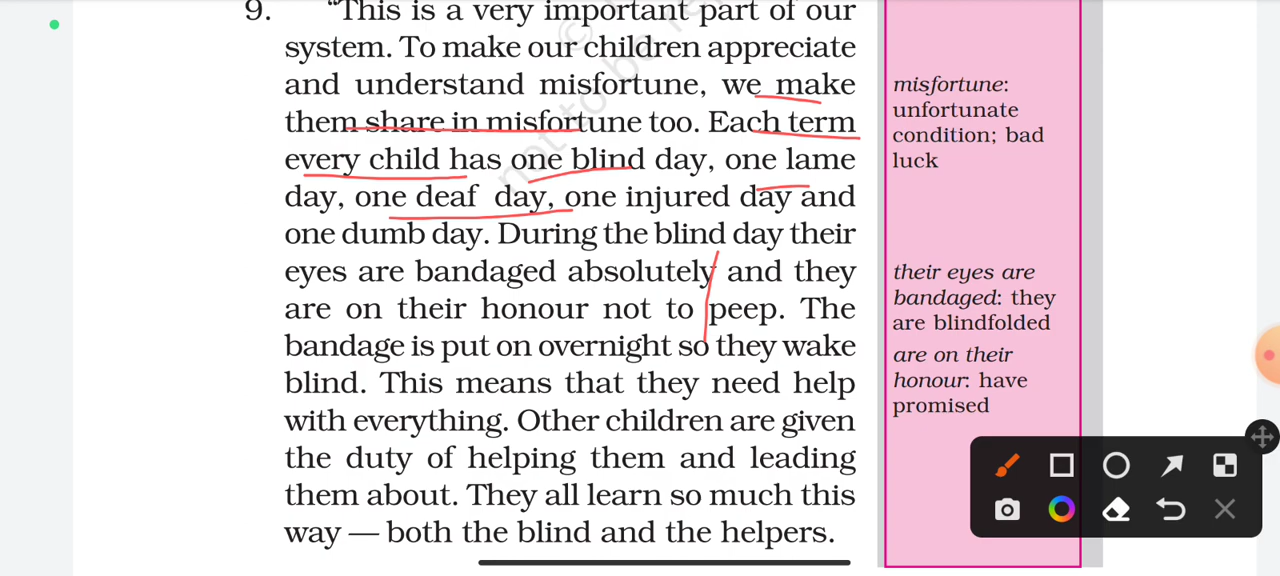 9. "This is a very important part of our
system. To make our children appreciate
and understand misfortune, we make
them share in misfortune too. Each term
every child has one blind day, one lame
day, one deaf day, one injured day and
one dumb day. During the blind day their
eyes are bandaged absolutely and they
are on their honour not to peep. The
bandage is put on overnight so they wake
blind. This means that they need help
with everything. Other children are given
the duty of helping them and leading
them about. They all learn so much this
way — both the blind and the helpers.
misfortune:
unfortunate
condition; bad
luck
their eyes are
bandaged: they
are blindfolded
are on their
honour: have
promised
not to be re